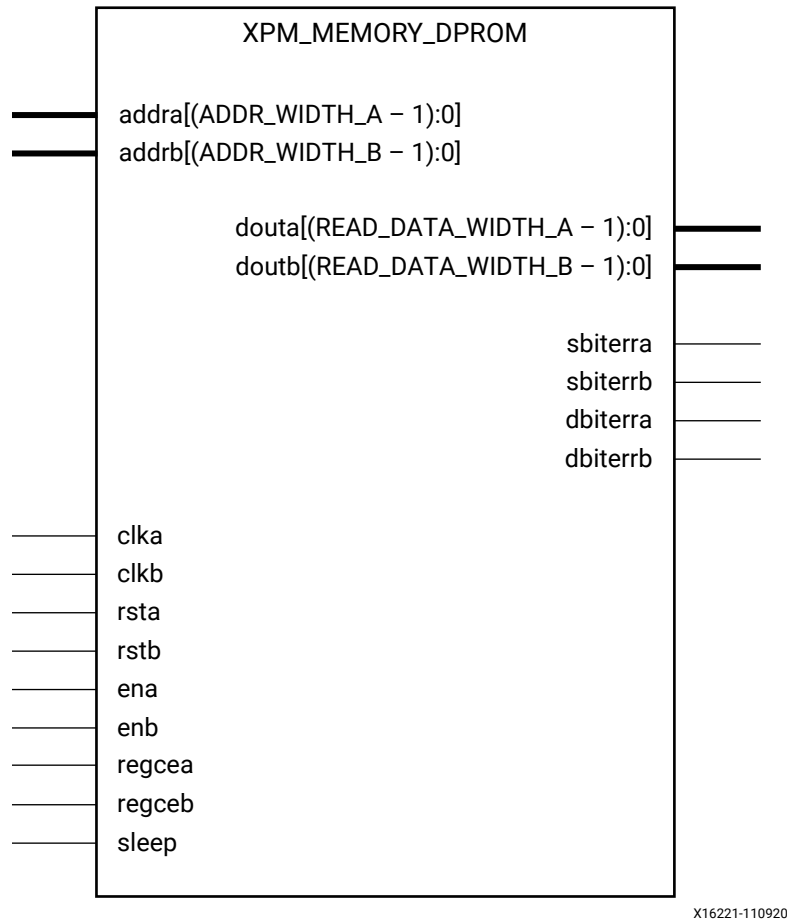 XPM_MEMORY_DPROM
addra[(ADDR_WIDTH_A – 1):0]
addrb[(ADDR_WIDTH_B – 1):0]
douta[(READ_DATA_WIDTH_A – 1):0]
doutb[(READ_DATA_WIDTH_B – 1):0]
sbiterra
sbiterrb
dbiterra
dbiterrb
clka
clkb
rsta
rstb
ena
enb
regcea
regceb
sleep
X16221-110920